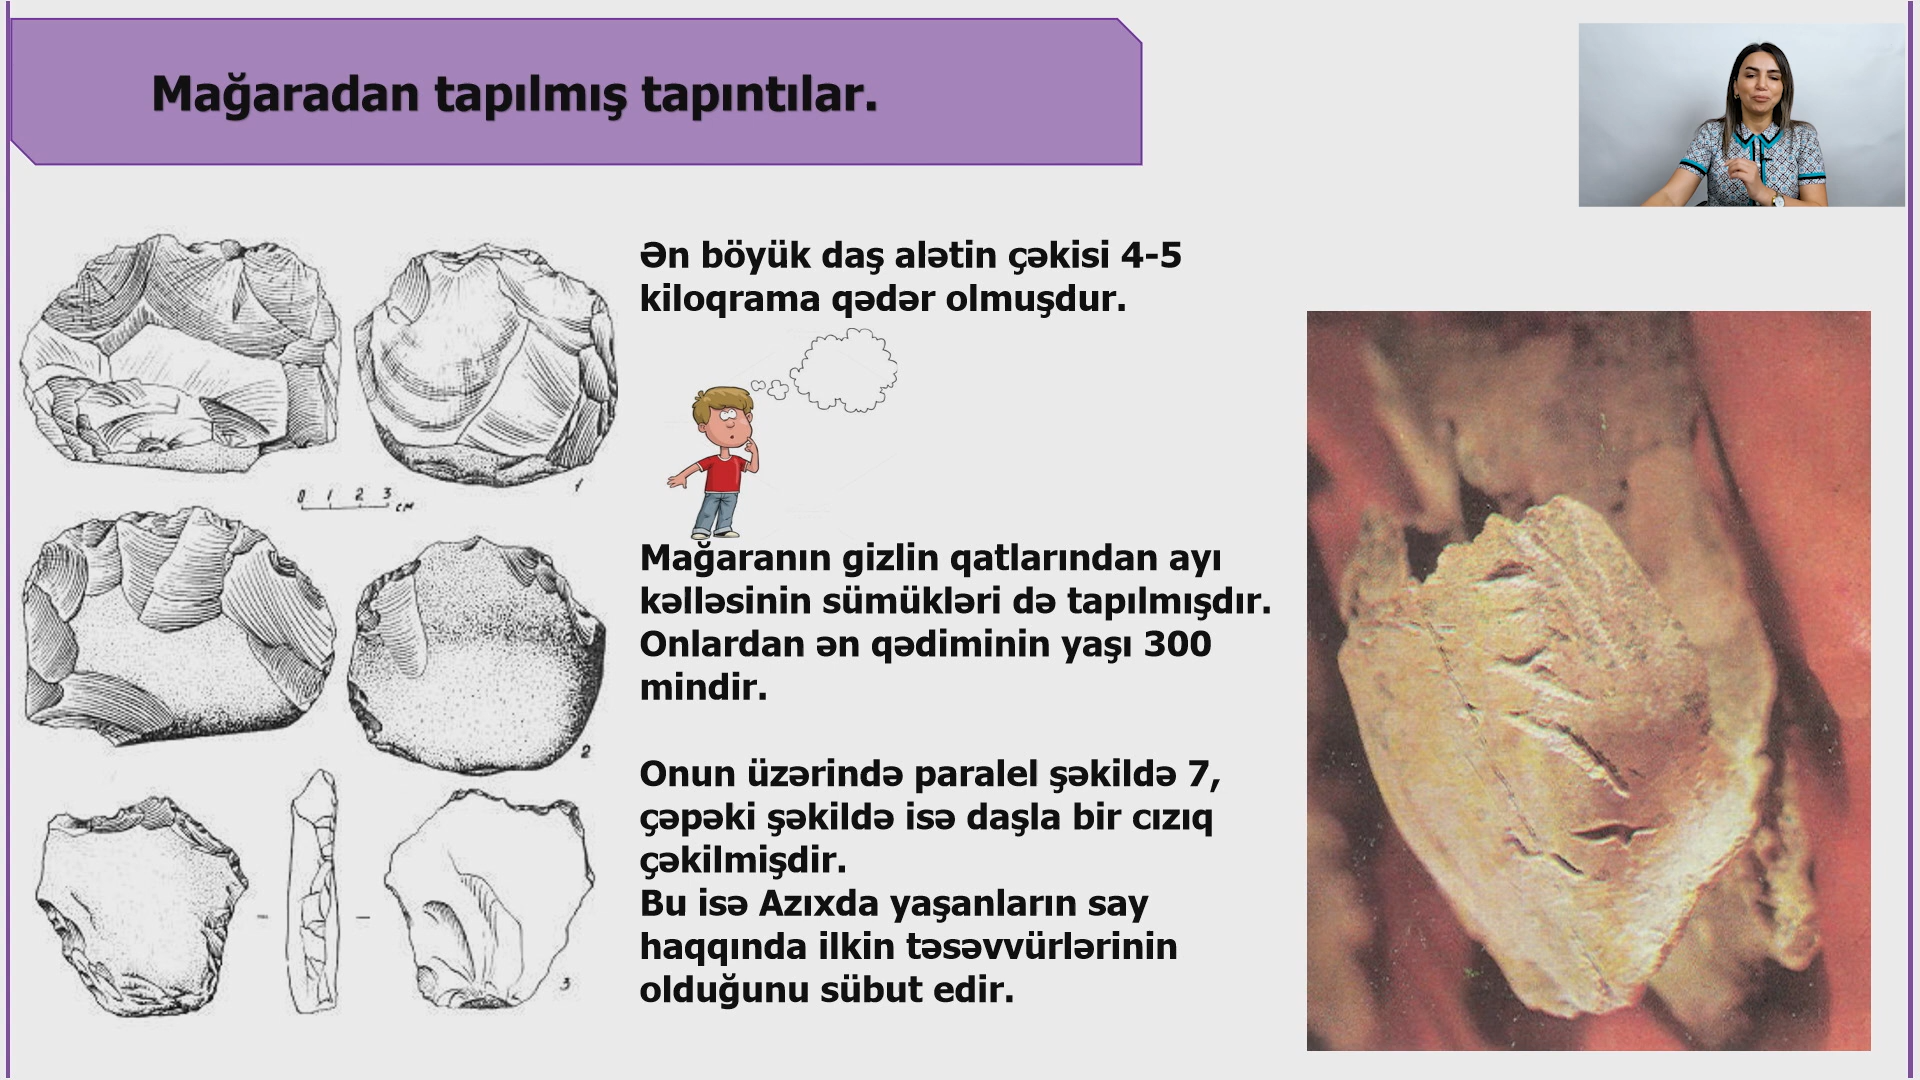 Mağaradan tapılmış tapıntılar.
Ən böyük daş alətin çəkisi 4-5
kiloqrama qədər olmuşdur.
1
0 1 2 3 см
Mağaranın gizlin qatlarından ayı
kəlləsinin sümükləri də tapılmışdır.
Onlardan ən qədiminin yaşı 300
mindir.
2
Onun üzərində paralel şəkildə 7,
çəpəki şəkildə isə daşla bir cızıq
çəkilmişdir.
Bu isə Azıxda yaşanların say
haqqında ilkin təsəvvürlərinin
olduğunu sübut edir.
3